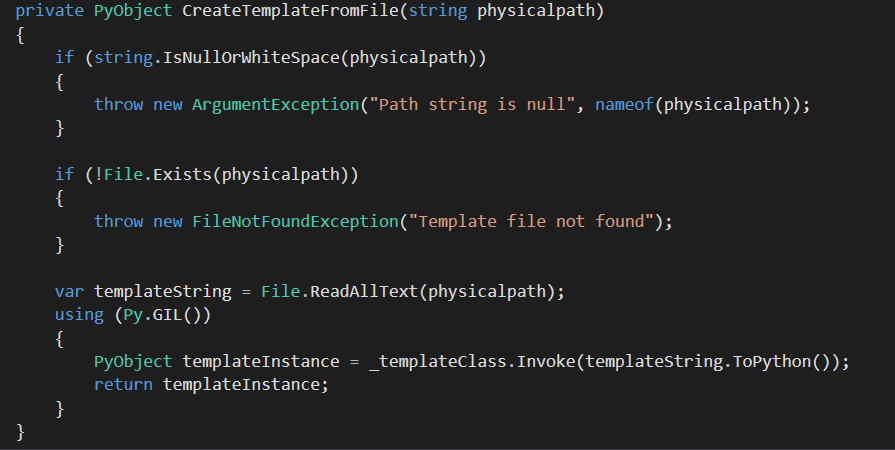 private PyObject CreateTemplateFromFile(string physicalpath)
{
    if (string.IsNullOrWhiteSpace(physicalpath))
    {
        throw new ArgumentException("Path string is null", nameof(physicalpath));
    }

    if (!File.Exists(physicalpath))
    {
        throw new FileNotFoundException("Template file not found");
    }

    var templateString = File.ReadAllText(physicalpath);
    using (Py.GIL())
    {
        PyObject templateInstance = _templateClass.Invoke(templateString.ToPython());
        return templateInstance;
    }
}